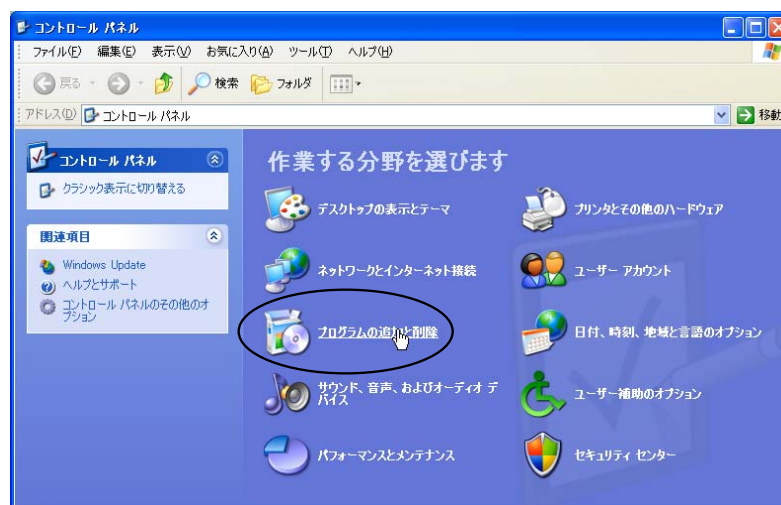 コントロール パネル
ファイル(F) 編集(E) 表示(V) お気に入り(A) ツール(T) ヘルプ(H)
戻る 検索 フォルダ
アドレス(D) コントロール パネル 移動
コントロール パネル
クラシック表示に切り替える
関連項目
Windows Update
ヘルプとサポート
コントロール パネルのその他のオ
プション
作業する分野を選びます
デスクトップの表示とテーマ
プリンタとその他のハードウェア
ネットワークとインターネット接続
ユーザー アカウント
プログラムの追加と削除
日付、時刻、地域と言語のオプション
サウンド、音声、およびオーディオ デ
バイス
ユーザー補助のオプション
パフォーマンスとメンテナンス
セキュリティ センター